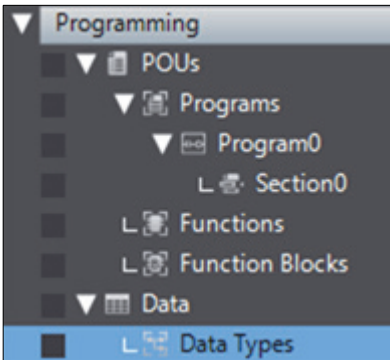 Programming
POUs
Programs
Program0
Section0
Functions
Function Blocks
Data
Data Types